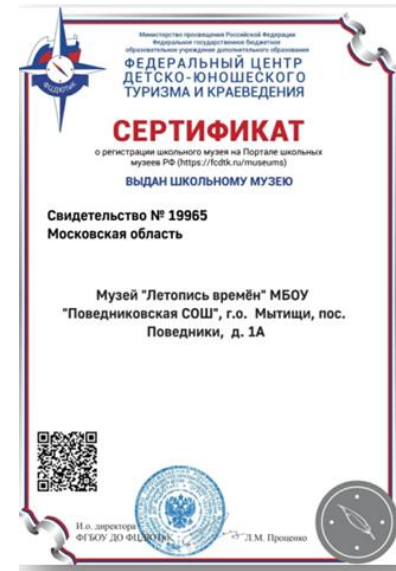 Министерство просвещения Российской Федерации
Федеральное государственное бюджетное
образовательное учреждение дополнительного образования
ФЕДЕРАЛЬНЫЙ ЦЕНТР
ДЕТСКО-ЮНОШЕСКОГО
ТУРИЗМА И КРАЕВЕДЕНИЯ
ФЦДЮТиК
СЕРТИФИКАТ
о регистрации школьного музея на Портале школьных
музеев РФ (https://fcdtk.ru/museums)
ВЫДАН ШКОЛЬНОМУ МУЗЕЮ
Свидетельство № 19965
Московская область
Музей "Летопись времён" МБОУ
"Поведниковская СОШ", г.о. Мытищи, пос.
Поведники, д. 1А
И.о. директора
ФГБОУ ДО ФЦДЮТиК
Л.М. Проценко